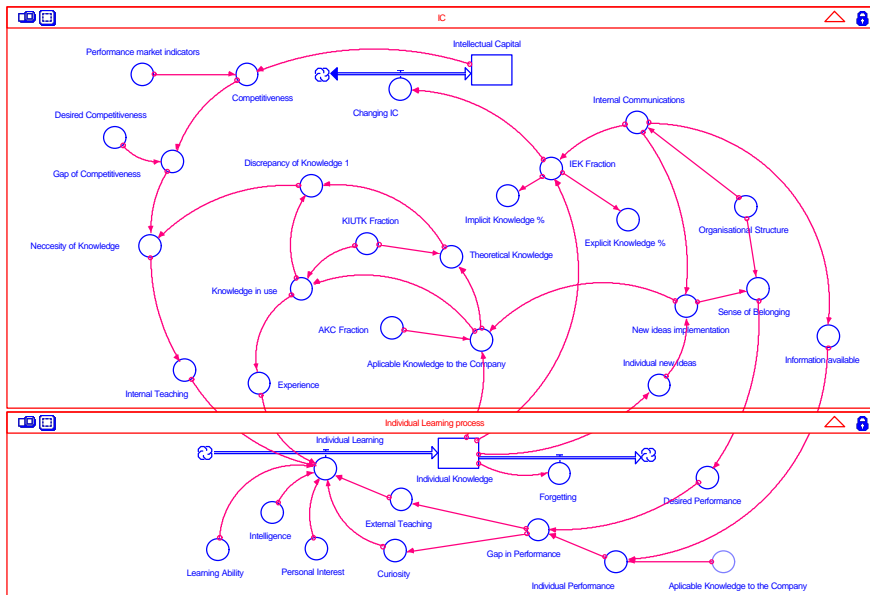 IC
Intellectual Capital
Performance market indicators
Competitiveness
Changing IC
Internal Communications
Desired Competitiveness
Discrepancy of Knowledge 1
IEK Fraction
Gap of Competitiveness
Implicit Knowledge %
KIUTK Fraction
Organisational Structure
Explicit Knowledge %
Neccesity of Knowledge
Theoretical Knowledge
Knowledge in use
Sense of Belonging
AKC Fraction
New ideas implementation
Aplicable Knowledge to the Company
Individual new ideas
Information available
Internal Teaching
Experience
Individual Learning process
Individual Learning
Individual Knowledge
Forgetting
Desired Performance
External Teaching
Intelligence
Gap in Performance
Learning Ability
Personal Interest
Curiosity
Individual Performance
Aplicable Knowledge to the Company